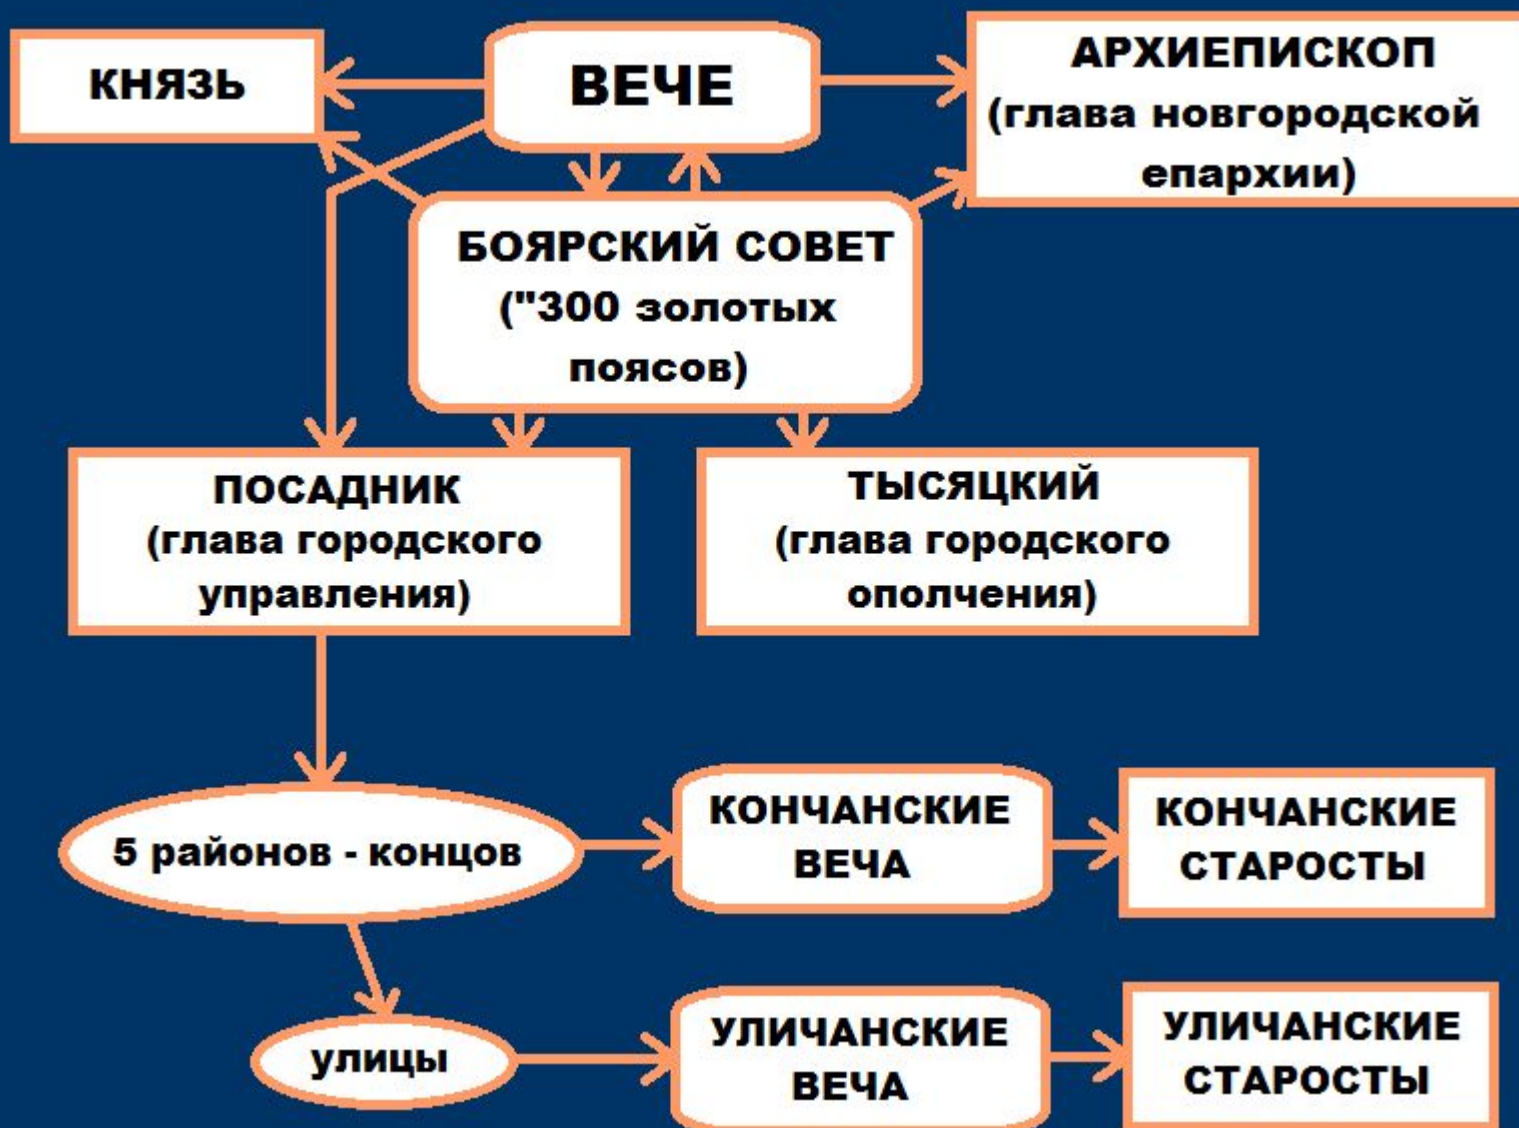 КНЯЗЬ
ВЕЧЕ
АРХИЕПИСКОП
(глава новгородской
епархии)
БОЯРСКИЙ СОВЕТ
("300 золотых
поясов)
ПОСАДНИК
(глава городского
управления)
ТЫСЯЦКИЙ
(глава городского
ополчения)
5 районов - концов
КОНЧАНСКИЕ
ВЕЧА
КОНЧАНСКИЕ
СТАРОСТЫ
улицы
УЛИЧАНСКИЕ
ВЕЧА
УЛИЧАНСКИЕ
СТАРОСТЫ